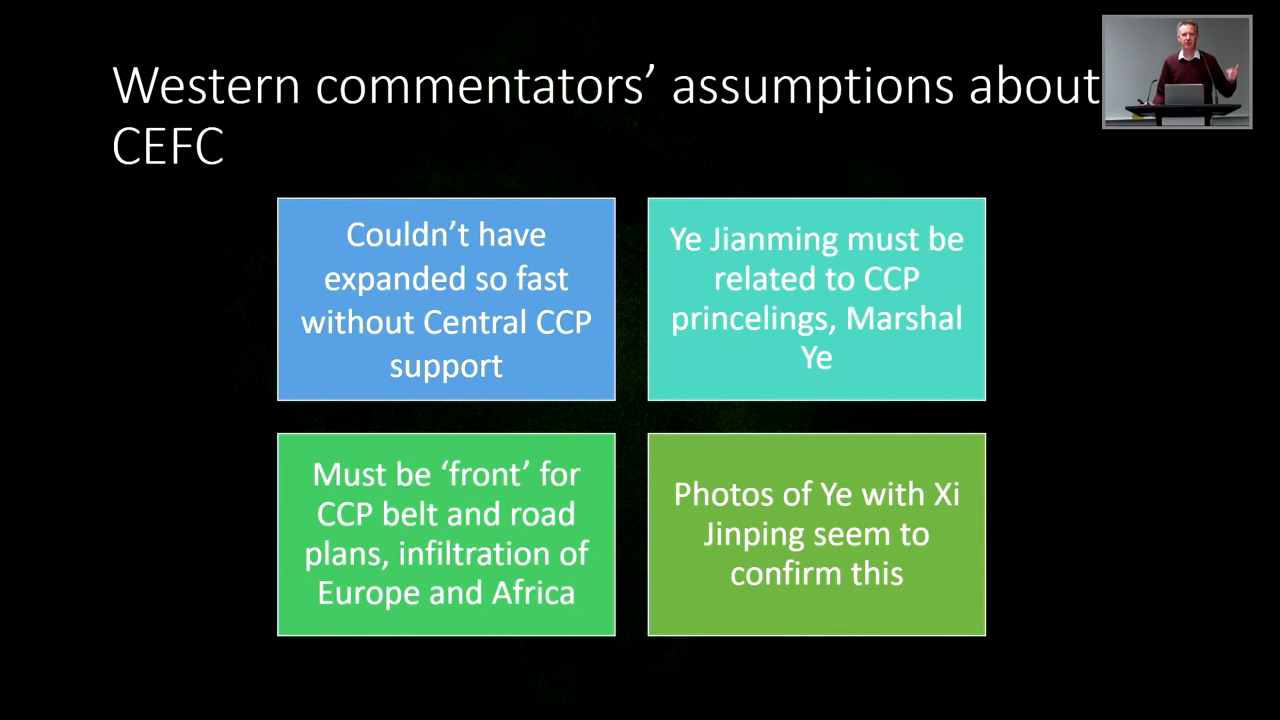 Western commentators’ assumptions about
CEFC
Couldn’t have
expanded so fast
without Central CCP
support
Ye Jianming must be
related to CCP
princelings, Marshal
Ye
Must be ‘front’ for
CCP belt and road
plans, infiltration of
Europe and Africa
Photos of Ye with Xi
Jinping seem to
confirm this